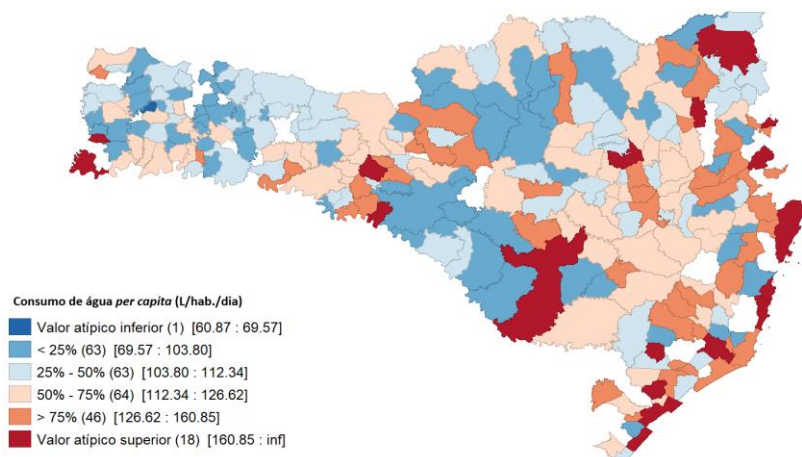 Consumo de água per capita (L/hab./dia)
Valor atípico inferior (1) [60.87 : 69.57]
< 25% (63) [69.57 : 103.80]
25% - 50% (63) [103.80 : 112.34]
50% - 75% (64) [112.34 : 126.62]
> 75% (46) [126.62 : 160.85]
Valor atípico superior (18) [160.85 : inf]